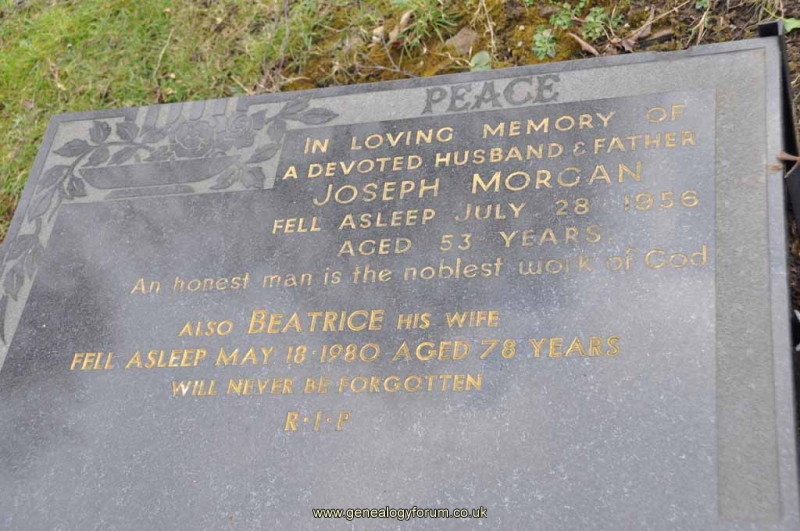 PEACE
IN LOVING MEMORY OF
A DEVOTED HUSBAND & FATHER
JOSEPH MORGAN
FELL ASLEEP JULY 28 · 1956
AGED 53 YEARS
An honest man is the noblest work of God
ALSO BEATRICE HIS WIFE
FELL ASLEEP MAY 18·1980 AGED 78 YEARS
WILL NEVER BE FORGOTTEN
R·I·P
www.genealogyforum.co.uk